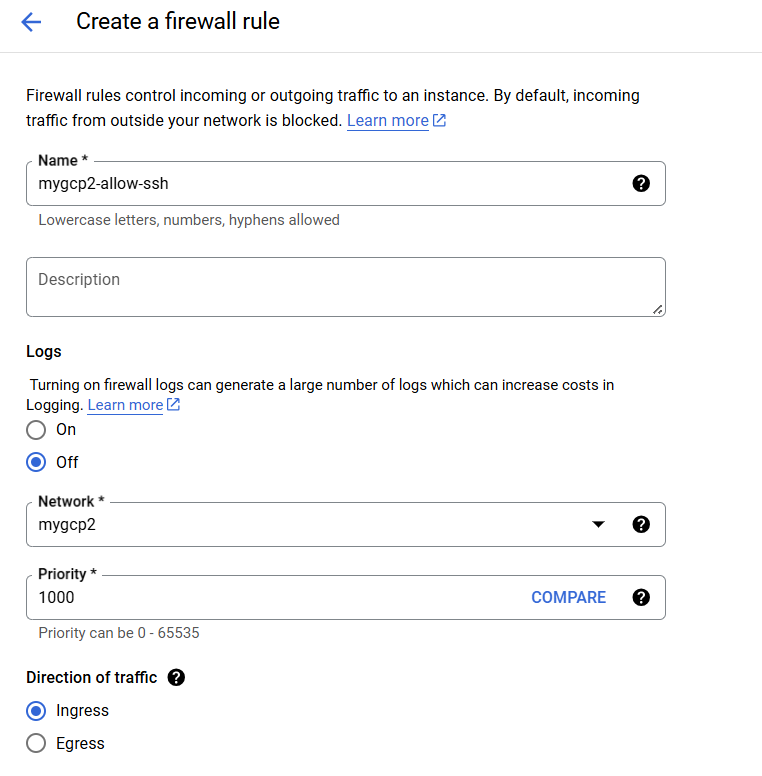 Create a firewall rule
Firewall rules control incoming or outgoing traffic to an instance. By default, incoming
traffic from outside your network is blocked. Learn more
Name *
mygcp2-allow-ssh
Lowercase letters, numbers, hyphens allowed
Description
Logs
Turning on firewall logs can generate a large number of logs which can increase costs in
Logging. Learn more
On
Off
Network *
mygcp2
Priority *
1000 COMPARE
Priority can be 0 - 65535
Direction of traffic
Ingress
Egress